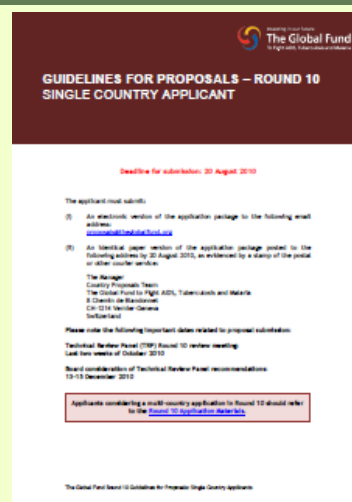 Investing in our future
The Global Fund
To Fight AIDS, Tuberculosis and Malaria
GUIDELINES FOR PROPOSALS – ROUND 10
SINGLE COUNTRY APPLICANT
Deadline for submission: 20 August 2010
The applicant must submit:
(i) An electronic version of the application package to the following email
address:
proposals@theglobalfund.org
(ii) An identical paper version of the application package posted to the
following address by 20 August 2010, as evidenced by a stamp of the postal
or other courier service:
The Manager
Country Proposals Team
The Global Fund to Fight AIDS, Tuberculosis and Malaria
8 Chemin de Blandonnet
CH-1214 Vernier-Geneva
Switzerland
Please note the following important dates related to proposal submission:
Technical Review Panel (TRP) Round 10 review meeting:
Last two weeks of October 2010
Board consideration of Technical Review Panel recommendations:
13-15 December 2010
Applicants considering a multi-country application in Round 10 should refer
to the Round 10 Application Materials.
The Global Fund Round 10 Guidelines for Proposals Single Country Applicants